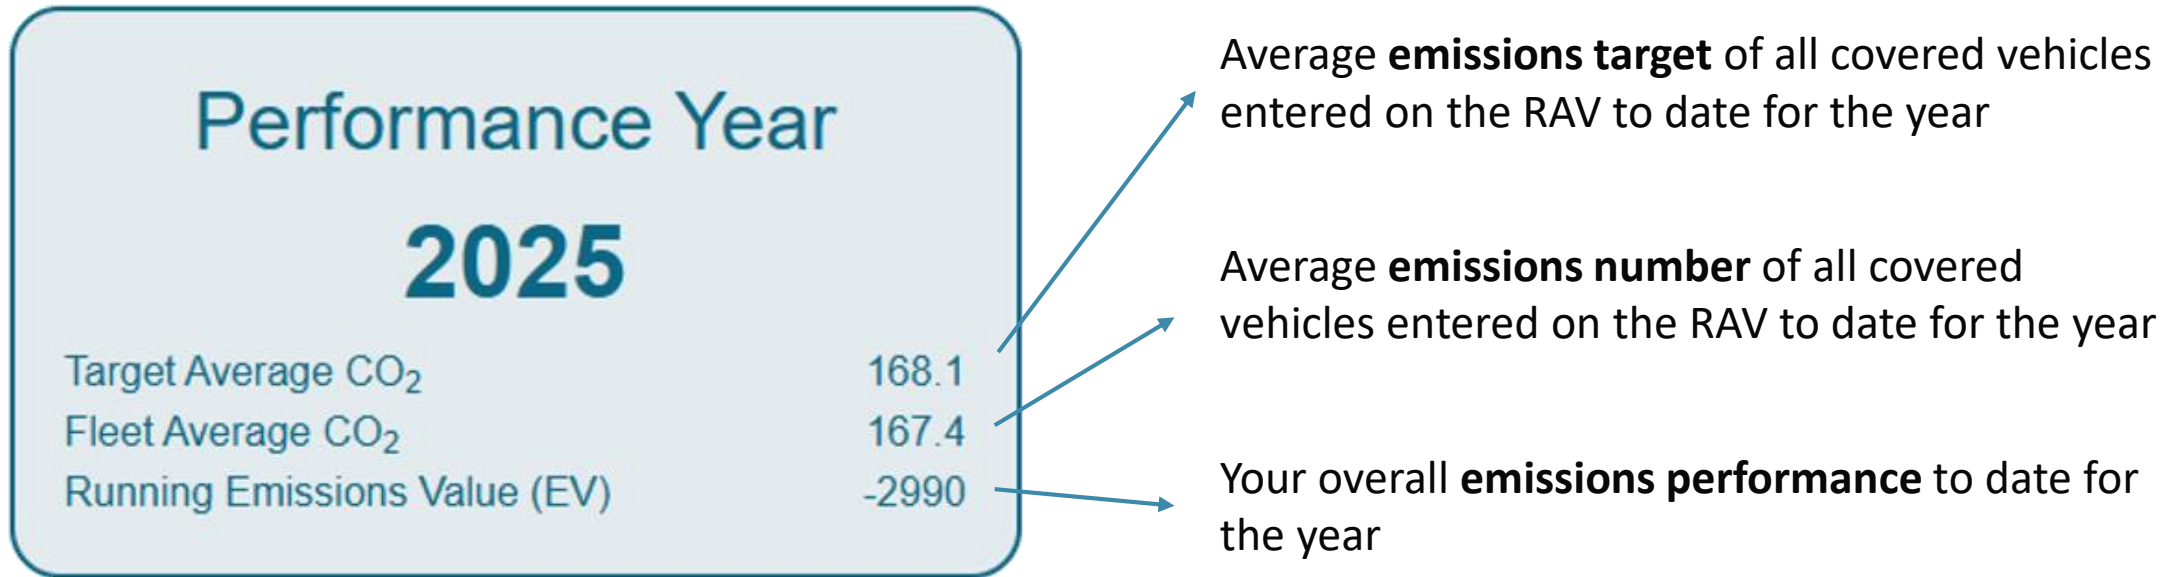 Performance Year
2025
Target Average CO₂ 168.1
Fleet Average CO₂ 167.4
Running Emissions Value (EV) -2990
Average emissions target of all covered vehicles
entered on the RAV to date for the year
Average emissions number of all covered
vehicles entered on the RAV to date for the year
Your overall emissions performance to date for
the year